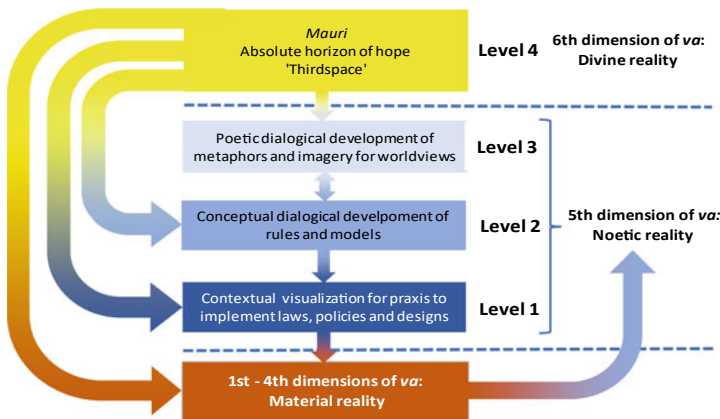 Mauri
Absolute horizon of hope
'Thirdspace'
Level 4
6th dimension of va:
Divine reality
Poetic dialogical development of
metaphors and imagery for worldviews
Level 3
Conceptual dialogical develpoment of
rules and models
Level 2
5th dimension of va:
Noetic reality
Contextual visualization for praxis to
implement laws, policies and designs
Level 1
1st - 4th dimensions of va:
Material reality